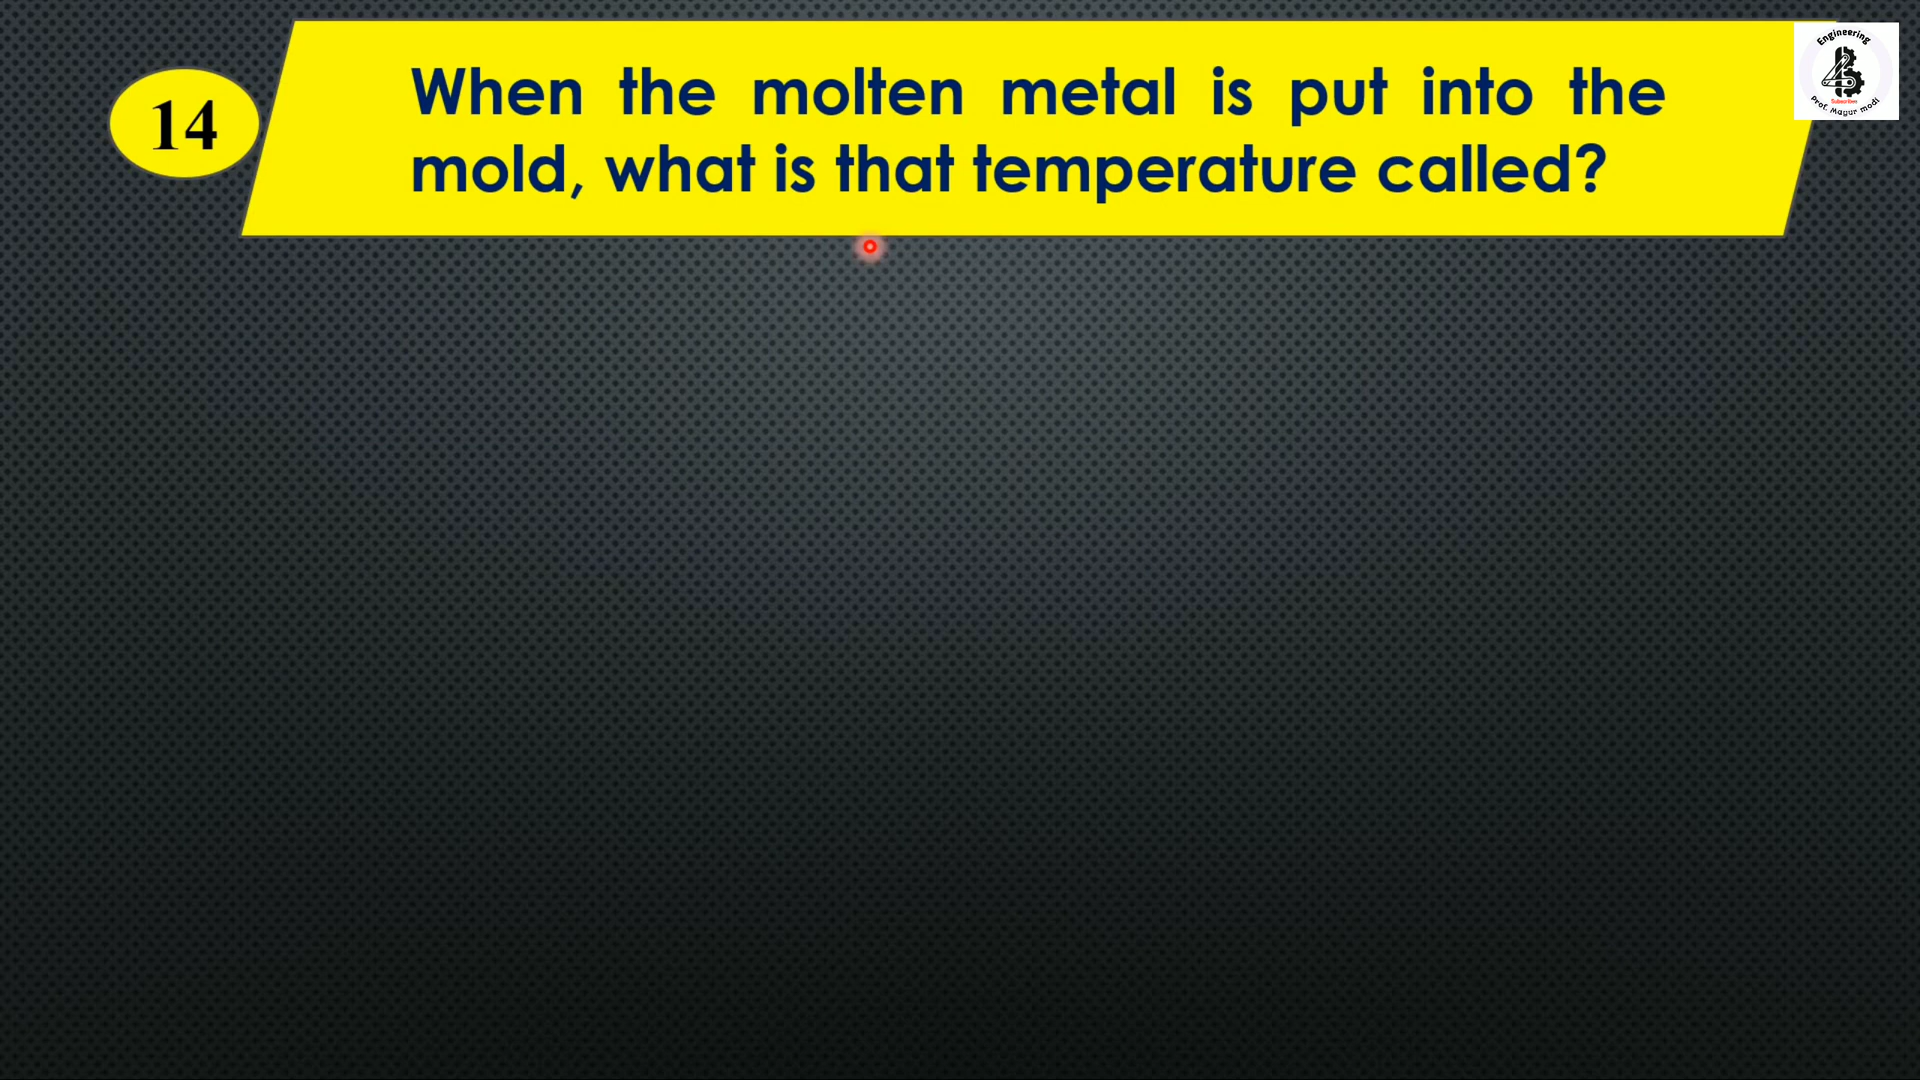 14
When the molten metal is put into the
mold, what is that temperature called?
Engineering
Subscribe
Prof. Mayur modi